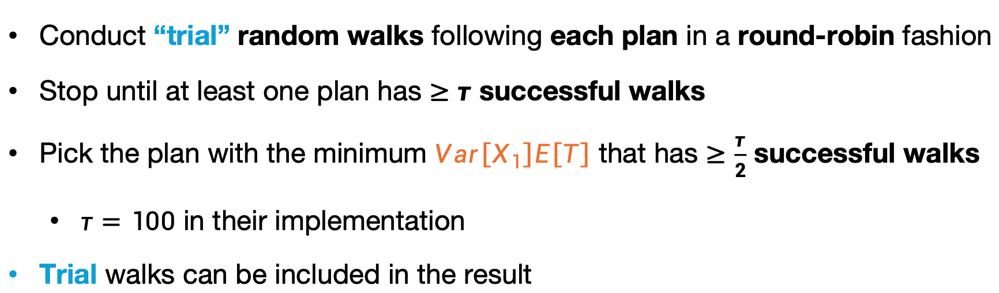 • Conduct “trial” random walks following each plan in a round-robin fashion
• Stop until at least one plan has ≥ τ successful walks
• Pick the plan with the minimum Var[X₁]E[T] that has ≥ τ/2 successful walks
• τ = 100 in their implementation
• Trial walks can be included in the result